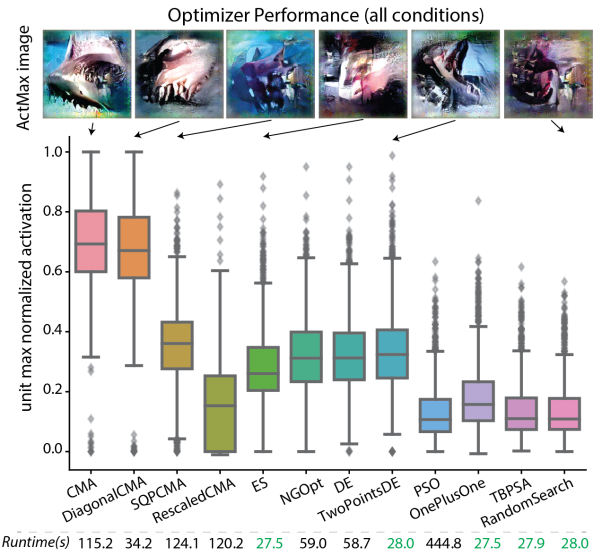 Optimizer Performance (all conditions)
ActMax image
unit max normalized activation
1.0
0.8
0.6
0.4
0.2
0.0
CMA DiagonalCMA SQPCMA RescaledCMA ES NGOpt DE TwoPointsDE PSO OnePlusOne TBPSA RandomSearch
Runtime(s) 115.2 34.2 124.1 120.2 27.5 59.0 58.7 28.0 444.8 27.5 27.9 28.0